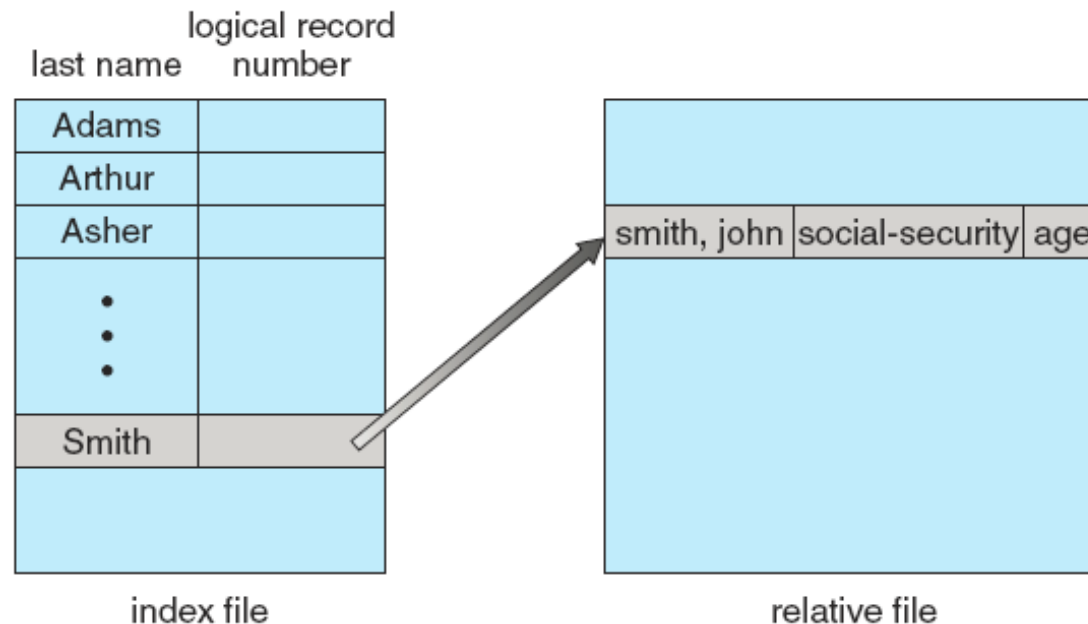 logical record
last name number
Adams
Arthur
Asher
Smith
smith, john social-security age
index file
relative file